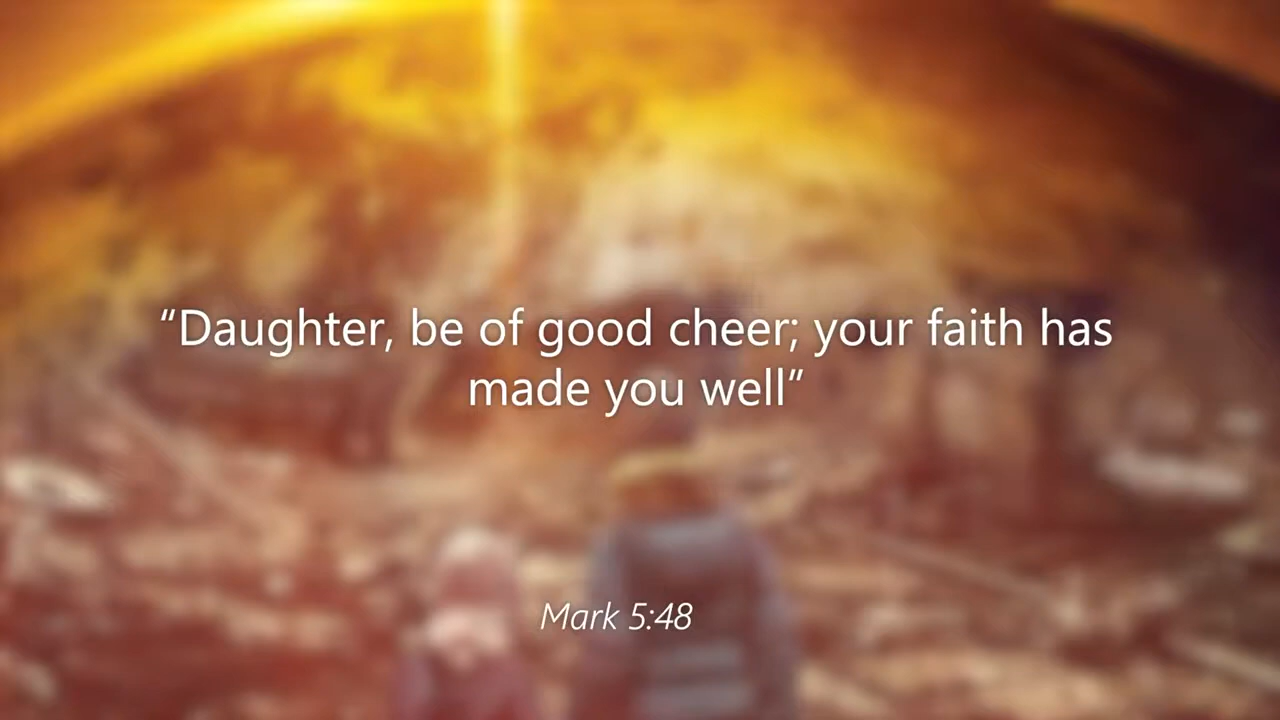 “Daughter, be of good cheer; your faith has
made you well”
Mark 5:48